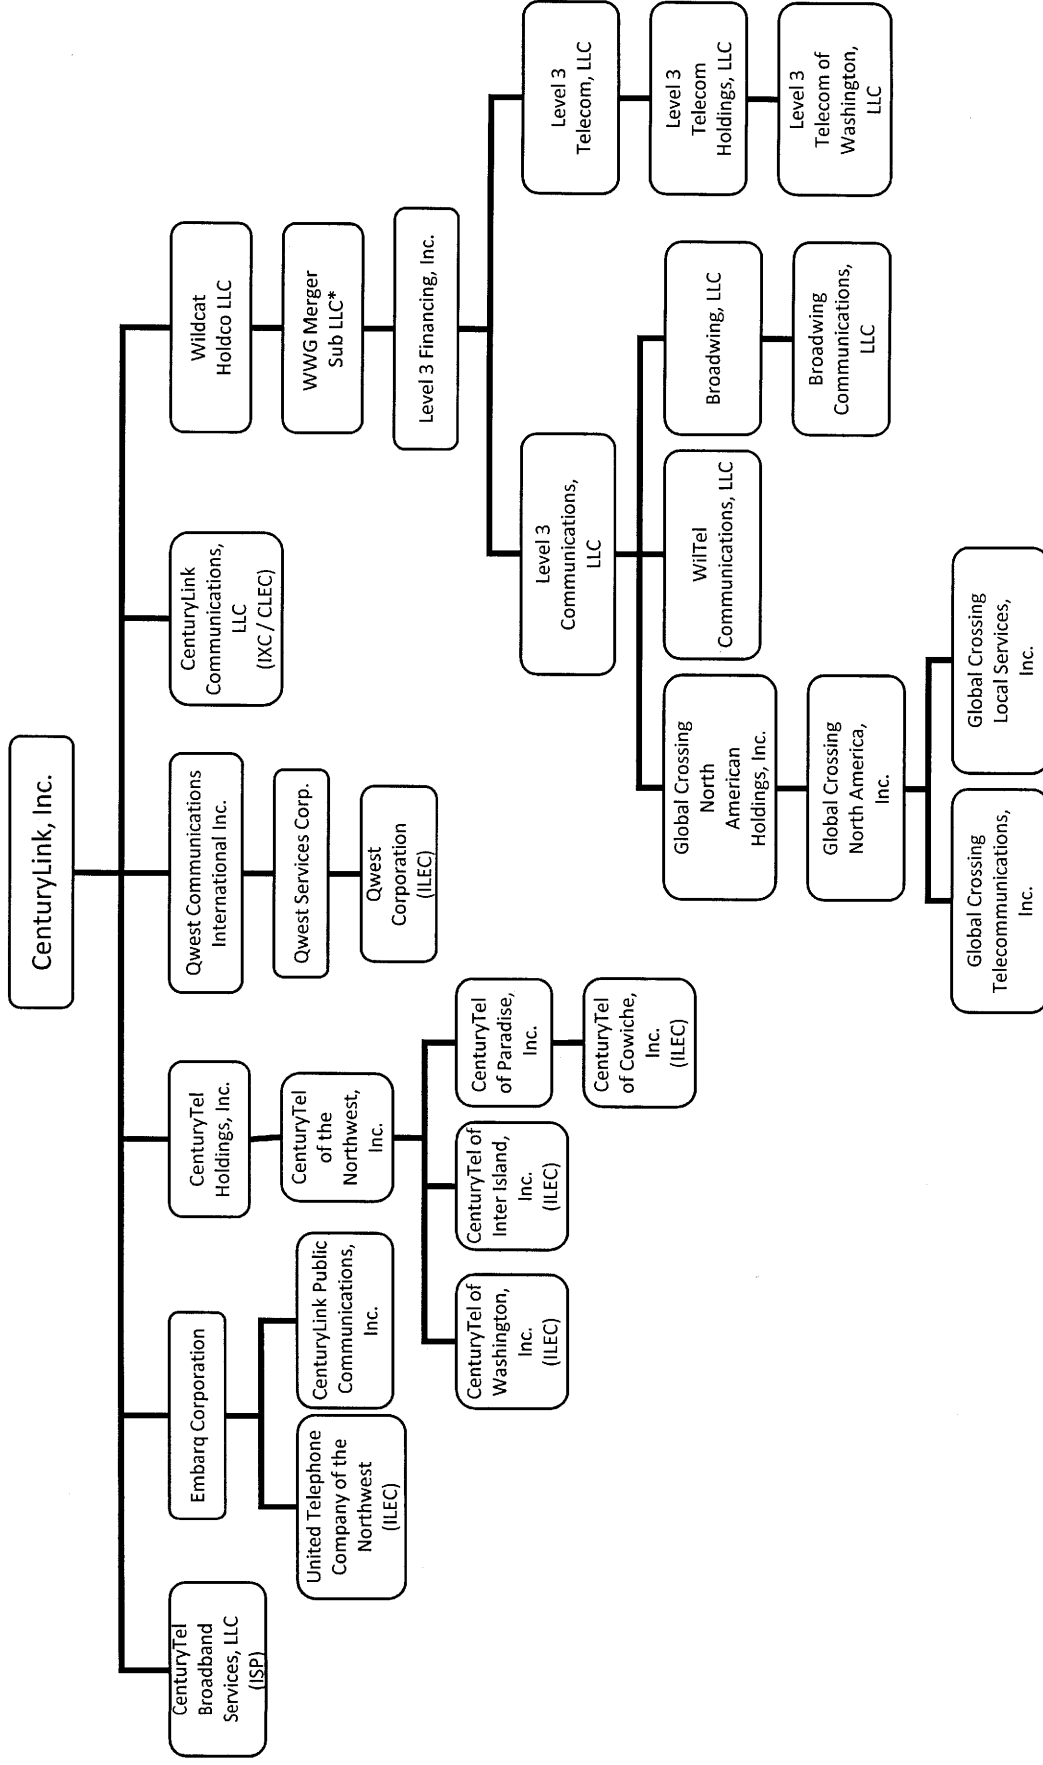 CenturyLink, Inc.
CenturyTel
Broadband
Services, LLC
(ISP)
Embarq Corporation
United Telephone
Company of the
Northwest
(ILEC)
CenturyLink Public
Communications,
Inc.
CenturyTel
Holdings, Inc.
CenturyTel
of the
Northwest,
Inc.
CenturyTel of
Washington,
Inc.
(ILEC)
CenturyTel of
Inter Island,
Inc.
(ILEC)
CenturyTel
of Paradise,
Inc.
CenturyTel
of Cowiche,
Inc.
(ILEC)
Qwest Communications
International Inc.
Qwest Services Corp.
Qwest
Corporation
(ILEC)
CenturyLink
Communications,
LLC
(IXC / CLEC)
Wildcat
Holdco LLC
WWG Merger
Sub LLC*
Level 3 Financing, Inc.
Level 3
Communications,
LLC
Global Crossing
North
American
Holdings, Inc.
Global Crossing
North America,
Inc.
Global Crossing
Telecommunications,
Inc.
Global Crossing
Local Services,
Inc.
WilTel
Communications, LLC
Broadwing, LLC
Broadwing
Communications,
LLC
Level 3
Telecom, LLC
Level 3
Telecom
Holdings, LLC
Level 3
Telecom of
Washington,
LLC